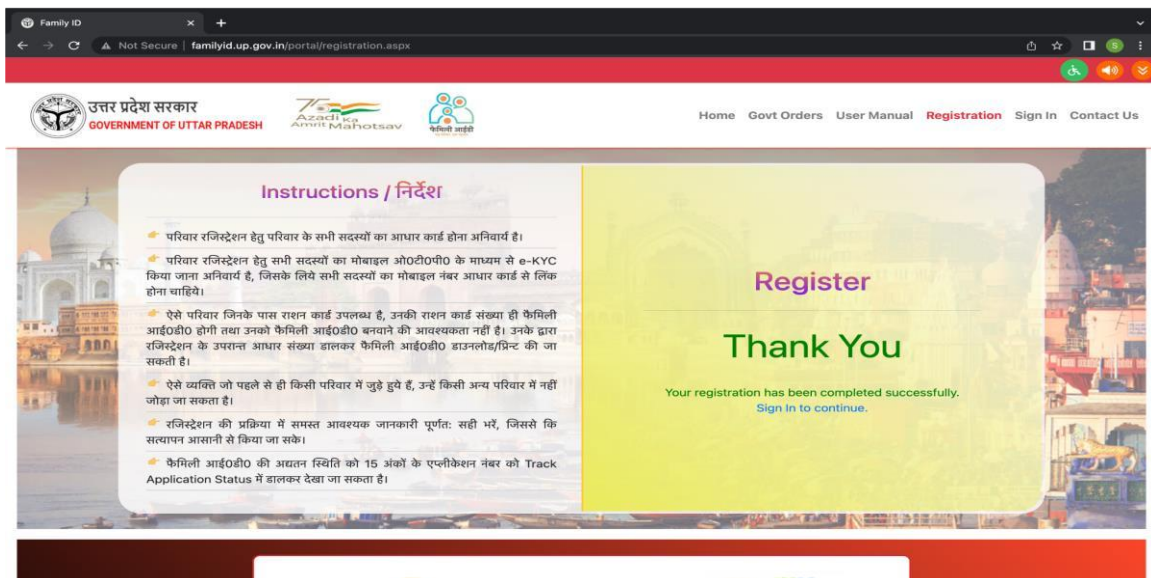 Family ID
Not Secure | familyid.up.gov.in/portal/registration.aspx
S
उत्तर प्रदेश सरकार
GOVERNMENT OF UTTAR PRADESH
Azadi Ka
Amrit Mahotsav
फैमिली आईडी
Home Govt Orders User Manual Registration Sign In Contact Us
Instructions / निर्देश
परिवार रजिस्ट्रेशन हेतु परिवार के सभी सदस्यों का आधार कार्ड होना अनिवार्य है।
परिवार रजिस्ट्रेशन हेतु सभी सदस्यों का मोबाइल ओ0टी0पी0 के माध्यम से e-KYC
किया जाना अनिवार्य है, जिसके लिये सभी सदस्यों का मोबाइल नंबर आधार कार्ड से लिंक
होना चाहिये।
ऐसे परिवार जिनके पास राशन कार्ड उपलब्ध है, उनकी राशन कार्ड संख्या ही फैमिली
आई0डी0 होगी तथा उनको फैमिली आई0डी0 बनवाने की आवश्यकता नहीं है। उनके द्वारा
रजिस्ट्रेशन के उपरान्त आधार संख्या डालकर फैमिली आई0डी0 डाउनलोड/प्रिन्ट की जा
सकती है।
ऐसे व्यक्ति जो पहले से ही किसी परिवार में जुड़े हुये हैं, उन्हें किसी अन्य परिवार में नहीं
जोड़ा जा सकता है।
रजिस्ट्रेशन की प्रक्रिया में समस्त आवश्यक जानकारी पूर्णत: सही भरें, जिससे कि
सत्यापन आसानी से किया जा सके।
फैमिली आई0डी0 की अद्यतन स्थिति को 15 अंकों के एप्लीकेशन नंबर को Track
Application Status में डालकर देखा जा सकता है।
Register
Thank You
Your registration has been completed successfully.
Sign In to continue.